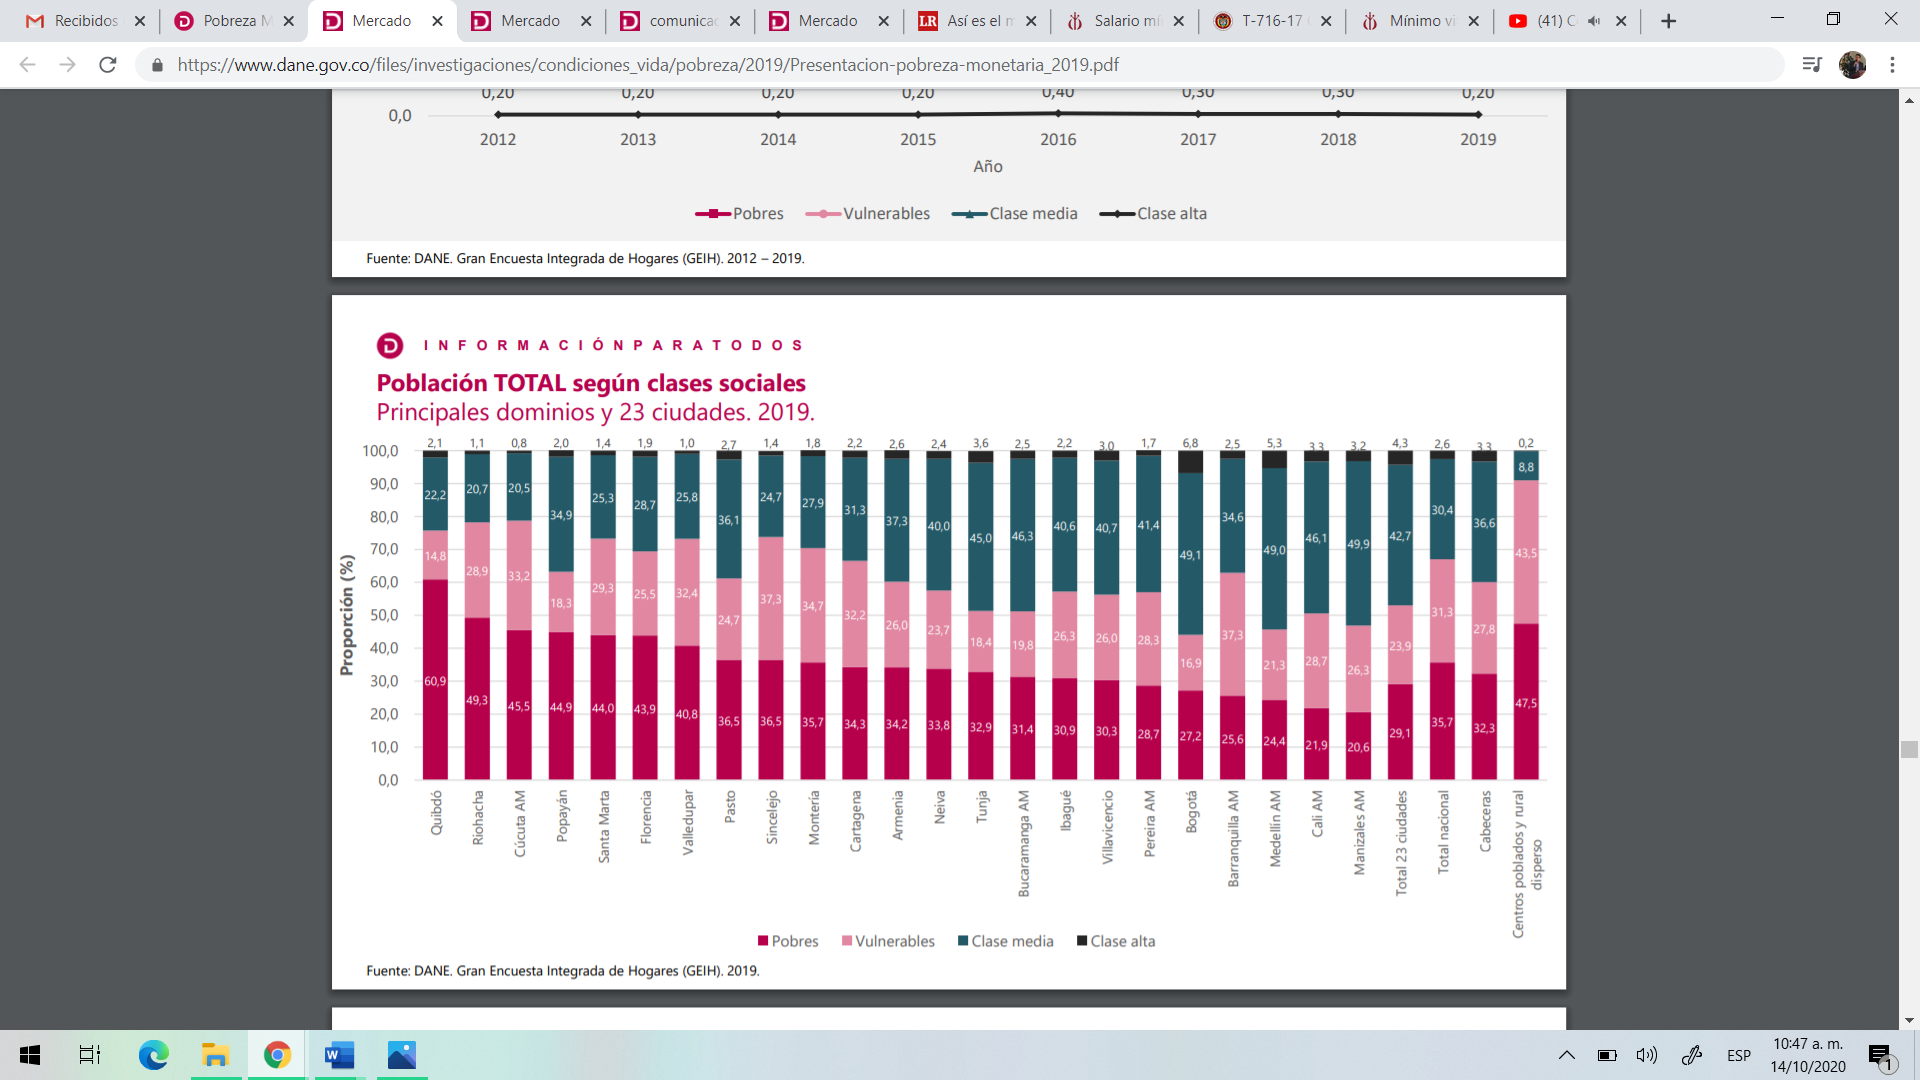 Recibidos
Pobreza M
Mercado
Mercado
comunicac
Mercado
Así es el m
Salario mí
T-716-17
Mínimo vi
(41) C
https://www.dane.gov.co/files/investigaciones/condiciones_vida/pobreza/2019/Presentacion-pobreza-monetaria_2019.pdf
0,20 0,20 0,20 0,20 0,40 0,30 0,30 0,20
0,0
2012 2013 2014 2015 2016 2017 2018 2019
Año
Pobres Vulnerables Clase media Clase alta
Fuente: DANE. Gran Encuesta Integrada de Hogares (GEIH). 2012 – 2019.
INFORMACIÓNPARATODOS
Población TOTAL según clases sociales
Principales dominios y 23 ciudades. 2019.
2,1 1,1 0,8 2,0 1,4 1,9 1,0 2,7 1,4 1,8 2,2 2,6 2,4 3,6 2,5 2,2 3,0 1,7 6,8 2,5 5,3 3,3 3,2 4,3 2,6 3,3 0,2
22,2 20,7 20,5 34,9 25,3 28,7 25,8 36,1 24,7 27,9 31,3 37,3 40,0 45,0 46,3 40,6 40,7 41,4 49,1 34,6 49,0 46,1 49,9 42,7 30,4 36,6 8,8
14,8 28,9 33,2 18,3 29,3 25,5 32,4 24,7 37,3 34,7 32,2 26,0 23,7 18,4 19,8 26,3 26,0 28,3 16,9 37,3 21,3 28,7 26,3 23,9 31,3 27,8 43,5
60,9 49,3 45,5 44,9 44,0 43,9 40,8 36,5 36,5 35,7 34,3 34,2 33,8 32,9 31,4 30,9 30,3 28,7 27,2 25,6 24,4 21,9 20,6 29,1 35,7 32,3 47,5
100,0
90,0
80,0
70,0
60,0
50,0
40,0
30,0
20,0
10,0
0,0
Proporción (%)
Quibdó
Riohacha
Cúcuta AM
Popayán
Santa Marta
Florencia
Valledupar
Pasto
Sincelejo
Montería
Cartagena
Armenia
Neiva
Tunja
Bucaramanga AM
Ibagué
Villavicencio
Pereira AM
Bogotá
Barranquilla AM
Medellín AM
Cali AM
Manizales AM
Total 23 ciudades
Total nacional
Cabeceras
Centros poblados y rural
disperso
Pobres Vulnerables Clase media Clase alta
Fuente: DANE. Gran Encuesta Integrada de Hogares (GEIH). 2019.
ESP
10:47 a. m.
14/10/2020
1